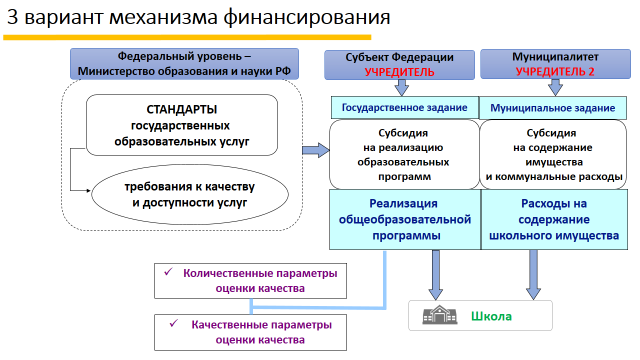 3 вариант механизма финансирования
Федеральный уровень –
Министерство образования и науки РФ
СТАНДАРТЫ
государственных
образовательных услуг
требования к качеству
и доступности услуг
Субъект Федерации
УЧРЕДИТЕЛЬ
Государственное задание
Субсидия
на реализацию
образовательных
программ
Реализация
общеобразовательной
программы
Муниципалитет
УЧРЕДИТЕЛЬ 2
Муниципальное задание
Субсидия
на содержание
имущества
и коммунальные расходы
Расходы на
содержание
школьного имущества
✓ Количественные параметры
оценки качества
✓ Качественные параметры
оценки качества
Школа